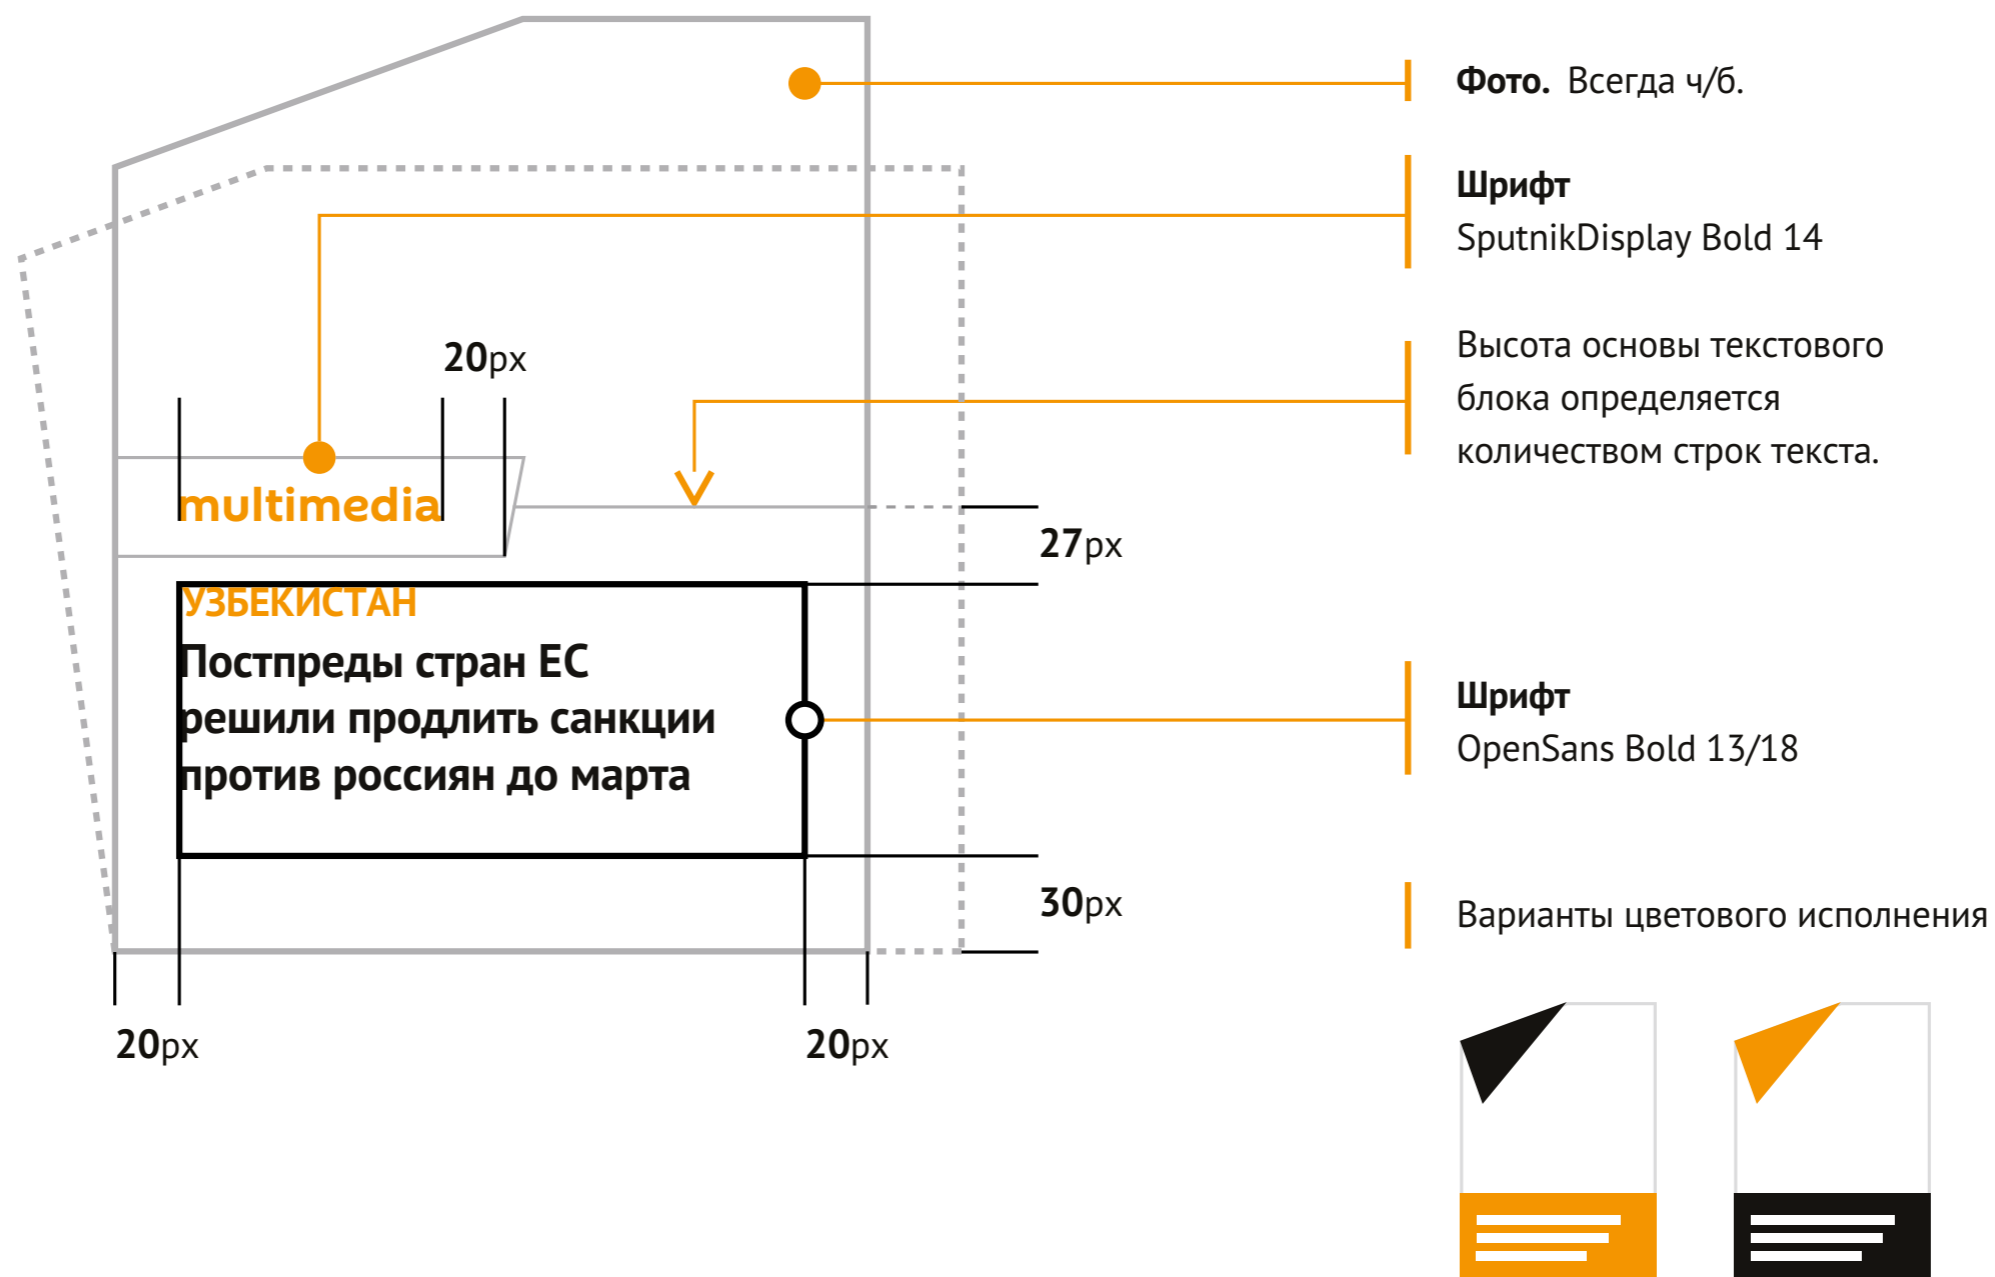 Фото. Всегда ч/б.
Шрифт
SputnikDisplay Bold 14
Высота основы текстового
блока определяется
количеством строк текста.
20px
multimedia
27px
УЗБЕКИСТАН
Постпреды стран ЕС
решили продлить санкции
против россиян до марта
Шрифт
OpenSans Bold 13/18
30px
Варианты цветового исполнения
20px
20px